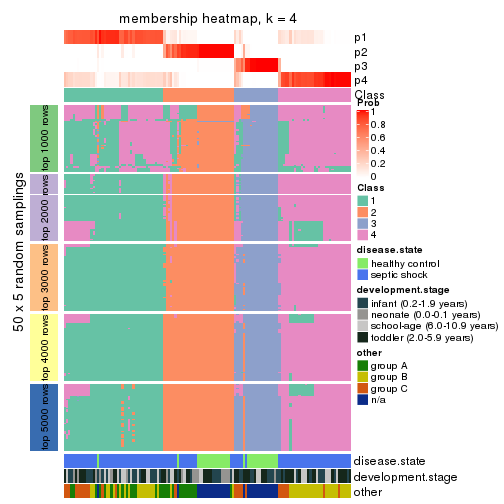 membership heatmap, k = 4
p1
p2
p3
p4
Class
50 x 5 random samplings
top 1000 rows
rows
top 2000 rows
top 3000 rows
top 4000 rows
top 5000 rows
Prob
1
0.8
0.6
0.4
0.2
0
Class
1
2
3
4
disease.state
healthy control
septic shock
development.stage
infant (0.2-1.9 years)
neonate (0.0-0.1 years)
school-age (6.0-10.9 years)
toddler (2.0-5.9 years)
other
group A
group B
group C
n/a
disease.state
development.stage
other